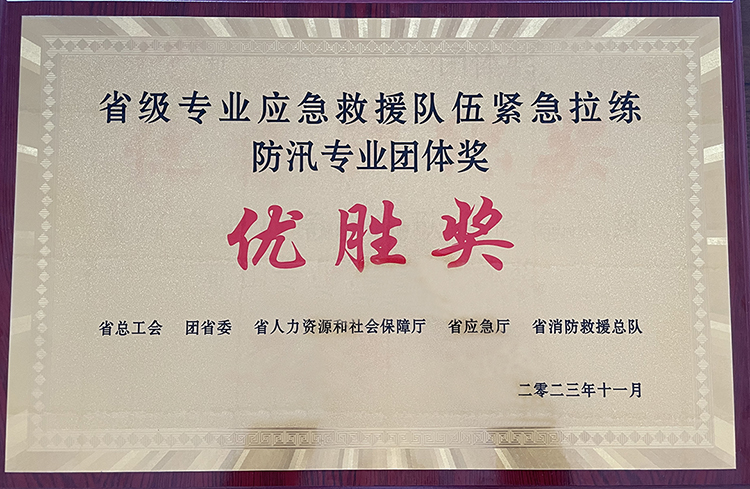 省级专业应急救援队伍紧急拉练
防汛专业团体奖
优胜奖
省总工会 团省委 省人力资源和社会保障厅 省应急厅 省消防救援总队
二零二三年十一月